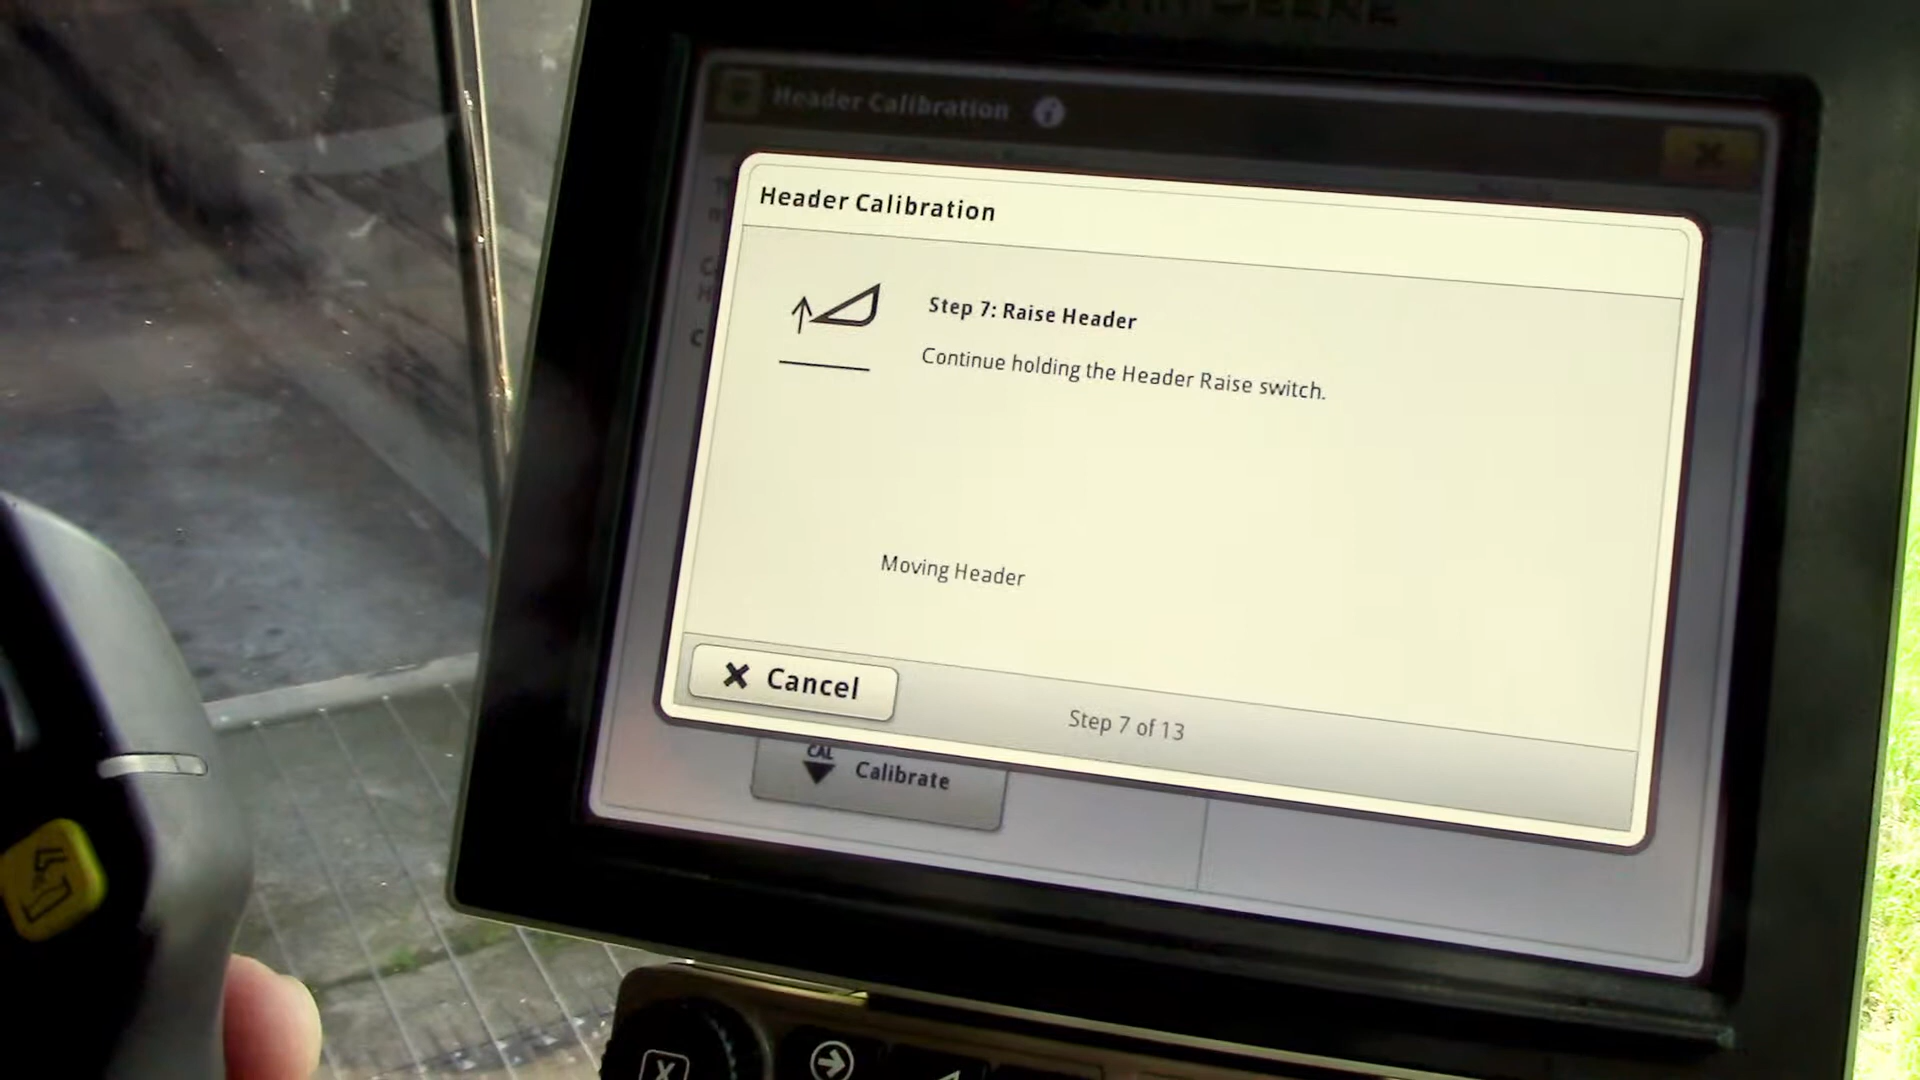 DEERE
Header Calibration
Header Calibration
Step 7: Raise Header
Continue holding the Header Raise switch.
Moving Header
Cancel
Step 7 of 13
CAL
Calibrate
X